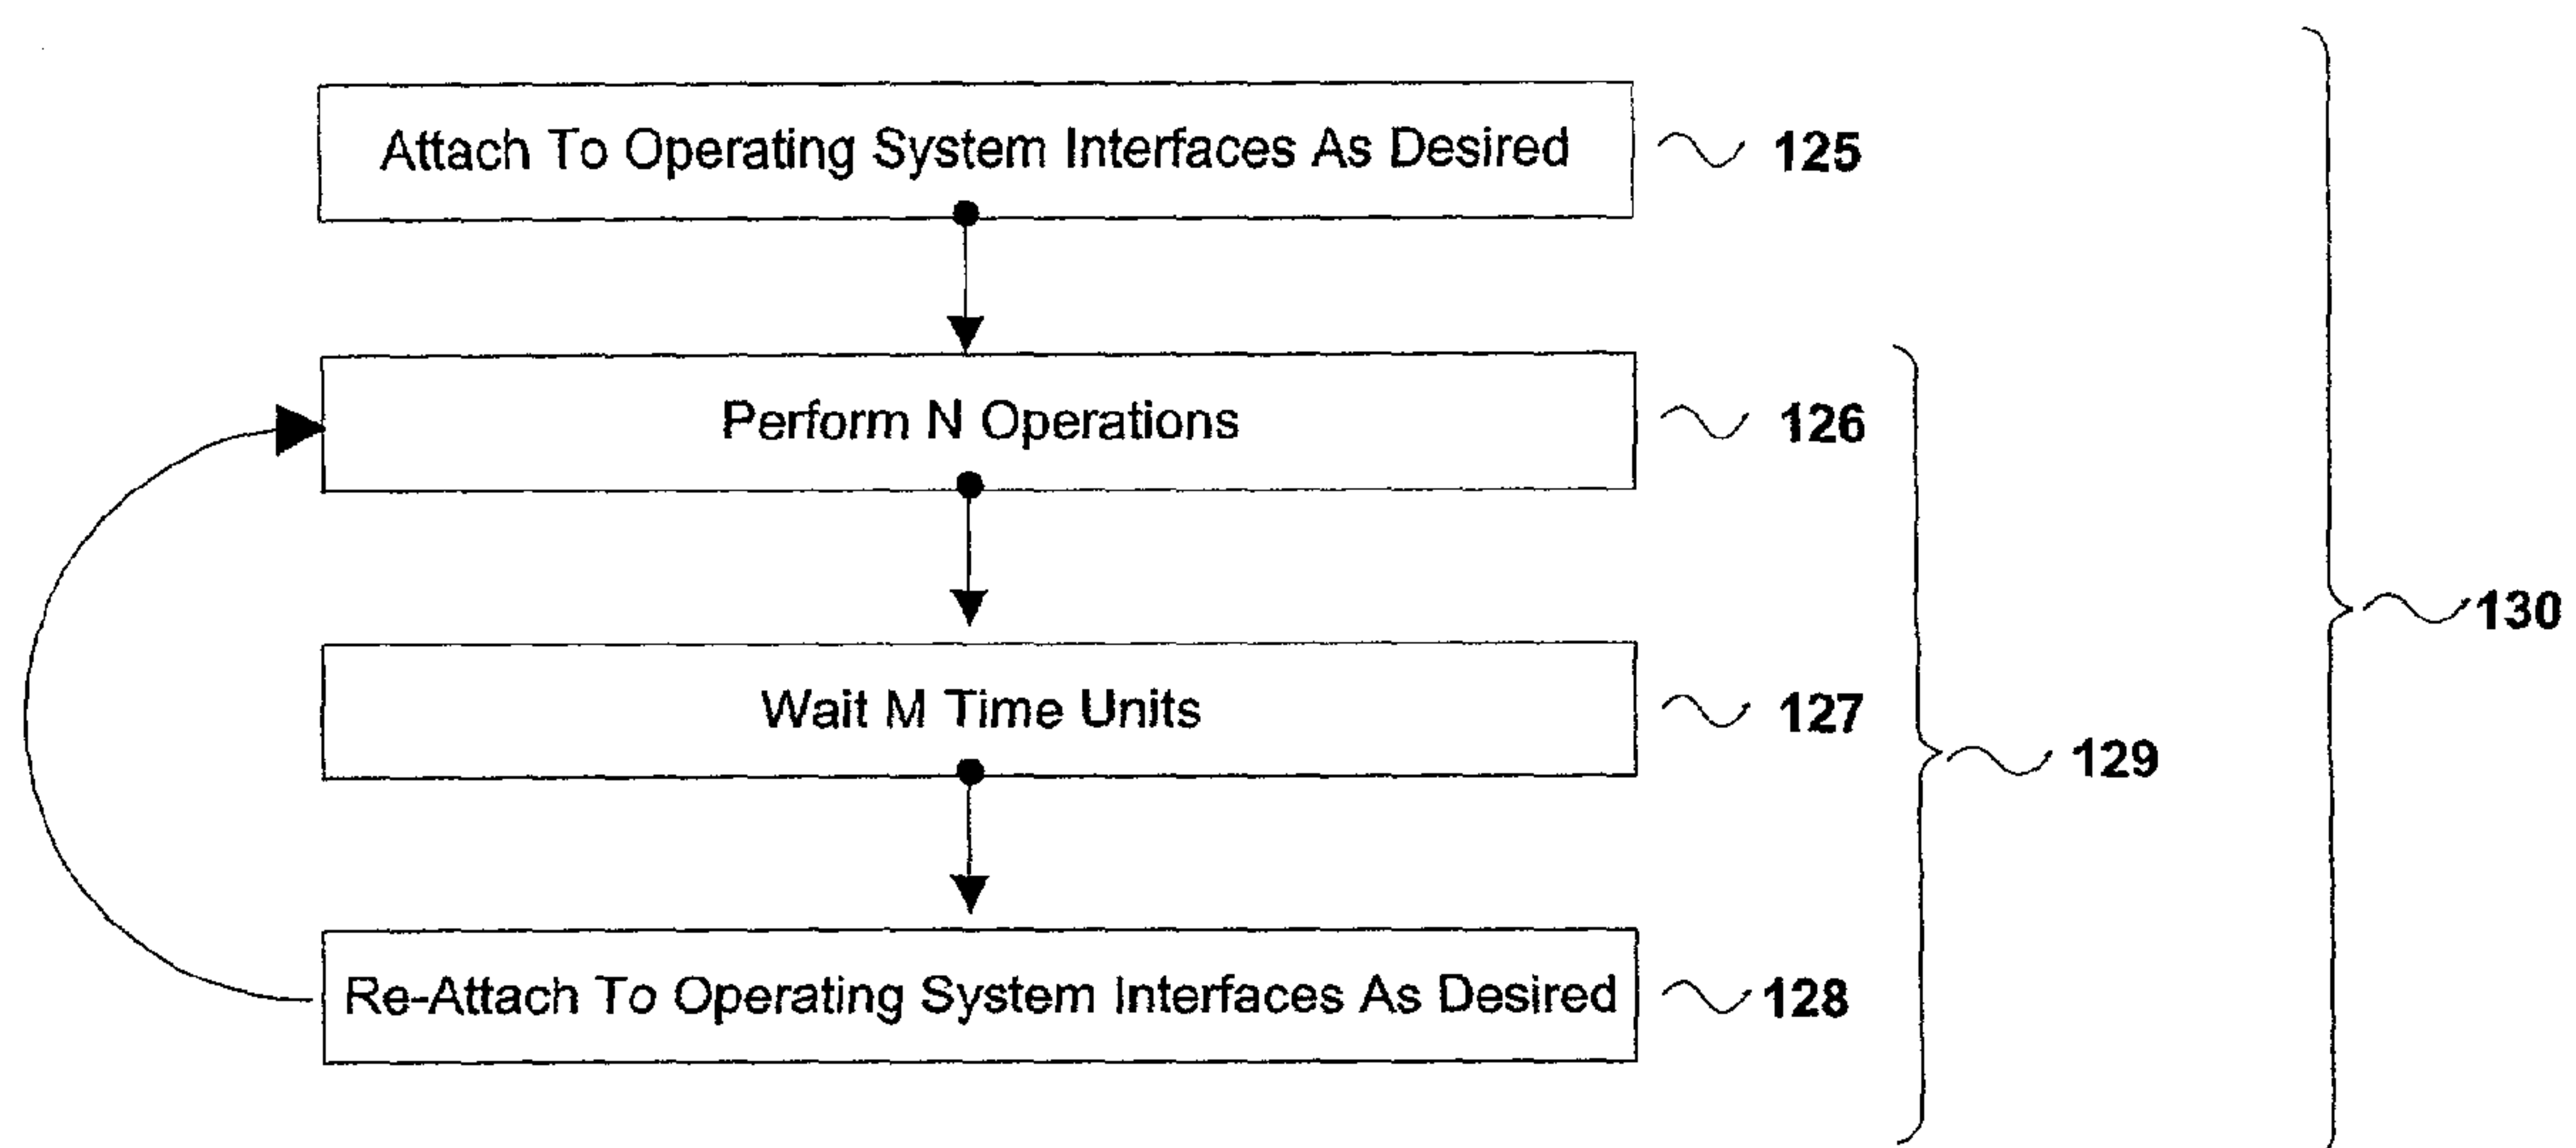 Attach To Operating System Interfaces As Desired 125
Perform N Operations 126
130
Wait M Time Units 127
129
Re-Attach To Operating System Interfaces As Desired 128